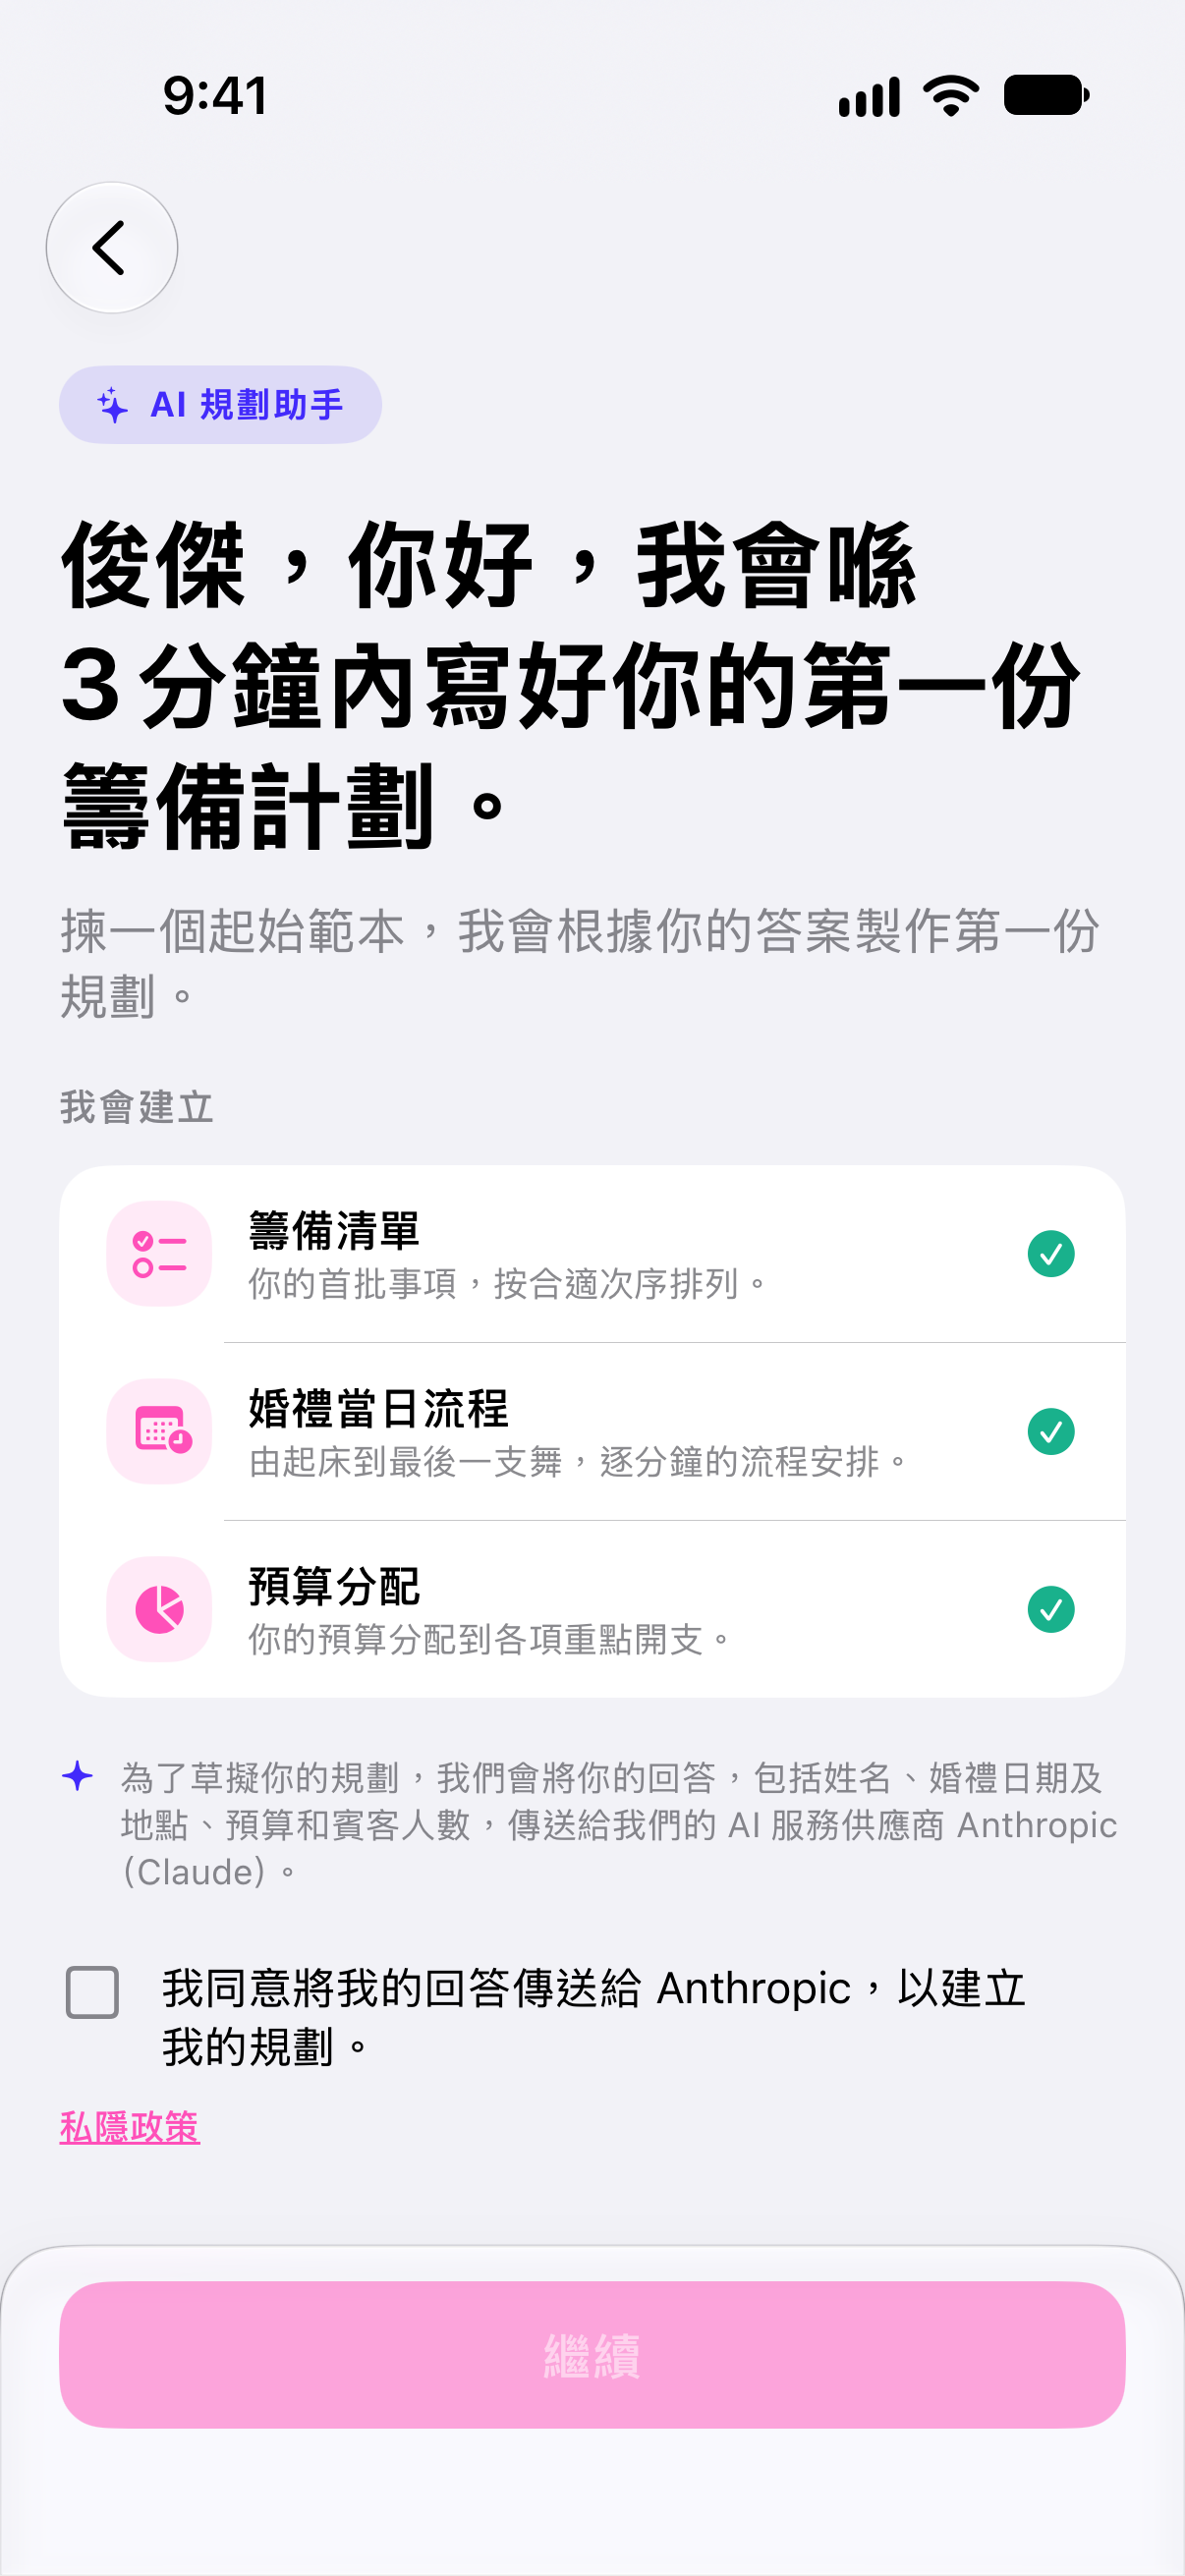 9:41
AI 規劃助手
俊傑，你好，我會喺
3 分鐘內寫好你的第一份
籌備計劃。
揀一個起始範本，我會根據你的答案製作第一份
規劃。
我會建立
籌備清單
你的首批事項，按合適次序排列。
婚禮當日流程
由起床到最後一支舞，逐分鐘的流程安排。
預算分配
你的預算分配到各項重點開支。
為了草擬你的規劃，我們會將你的回答，包括姓名、婚禮日期及
地點、預算和賓客人數，傳送給我們的 AI 服務供應商 Anthropic
(Claude)。
我同意將我的回答傳送給 Anthropic，以建立
我的規劃。
私隱政策
繼續